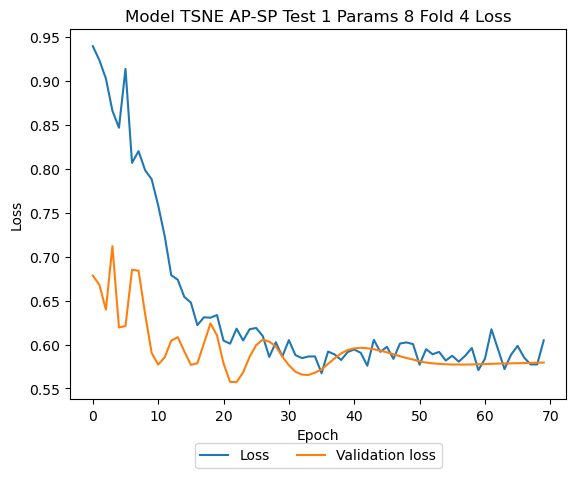 Model TSNE AP-SP Test 1 Params 8 Fold 4 Loss
0.95
0.90
0.85
0.80
0.75
0.70
0.65
0.60
0.55
Loss
0 10 20 30 40 50 60 70
Epoch
Loss Validation loss